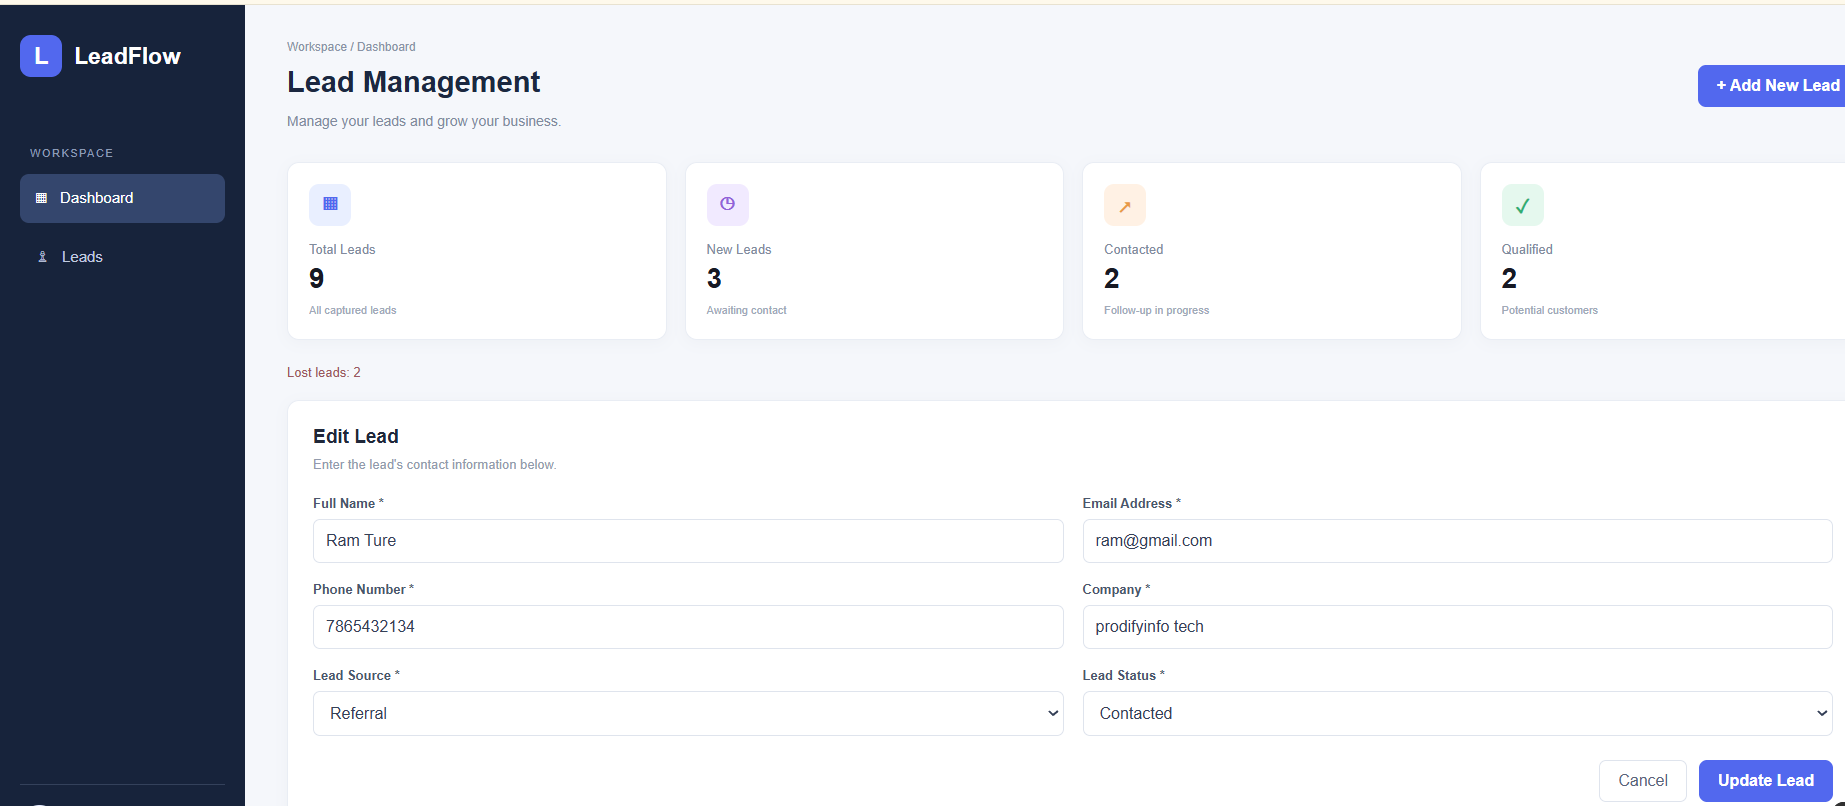 L LeadFlow
WORKSPACE
Dashboard
Leads
Workspace / Dashboard
Lead Management
Manage your leads and grow your business.
+ Add New Lead
Total Leads
9
All captured leads
New Leads
3
Awaiting contact
Contacted
2
Follow-up in progress
Qualified
2
Potential customers
Lost leads: 2
Edit Lead
Enter the lead's contact information below.
Full Name *
Ram Ture
Email Address *
ram@gmail.com
Phone Number *
7865432134
Company *
prodifyinfo tech
Lead Source *
Referral
Lead Status *
Contacted
Cancel
Update Lead